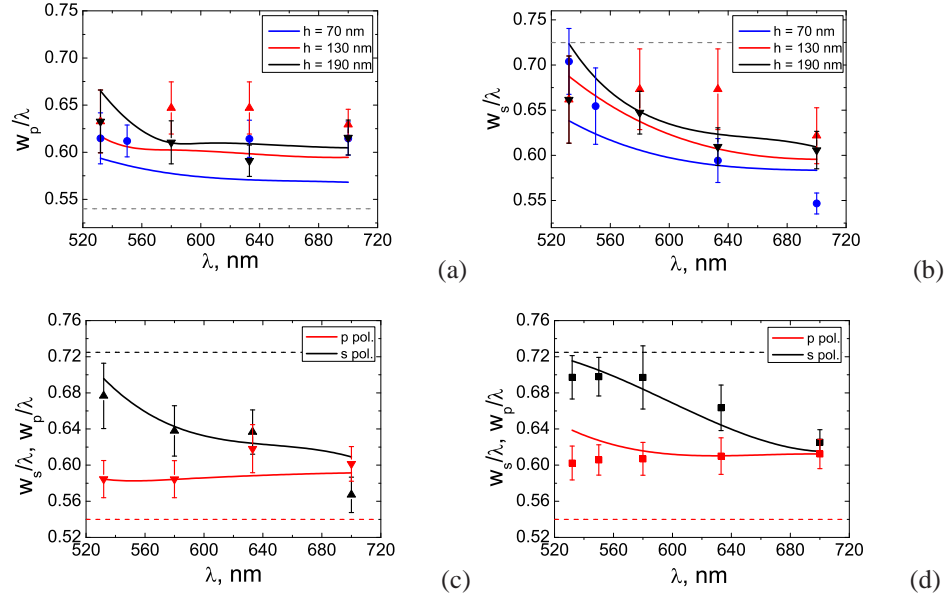 0.75
0.70
0.65
0.60
0.55
520 560 600 640 680 720
w_p/λ
λ, nm
h = 70 nm
h = 130 nm
h = 190 nm
(a)
0.75
0.70
0.65
0.60
0.55
520 560 600 640 680 720
w_s/λ
λ, nm
h = 70 nm
h = 130 nm
h = 190 nm
(b)
0.76
0.72
0.68
0.64
0.60
0.56
0.52
520 560 600 640 680 720
w_s/λ, w_p/λ
λ, nm
p pol.
s pol.
(c)
0.76
0.72
0.68
0.64
0.60
0.56
0.52
520 560 600 640 680 720
w_s/λ, w_p/λ
λ, nm
p pol.
s pol.
(d)